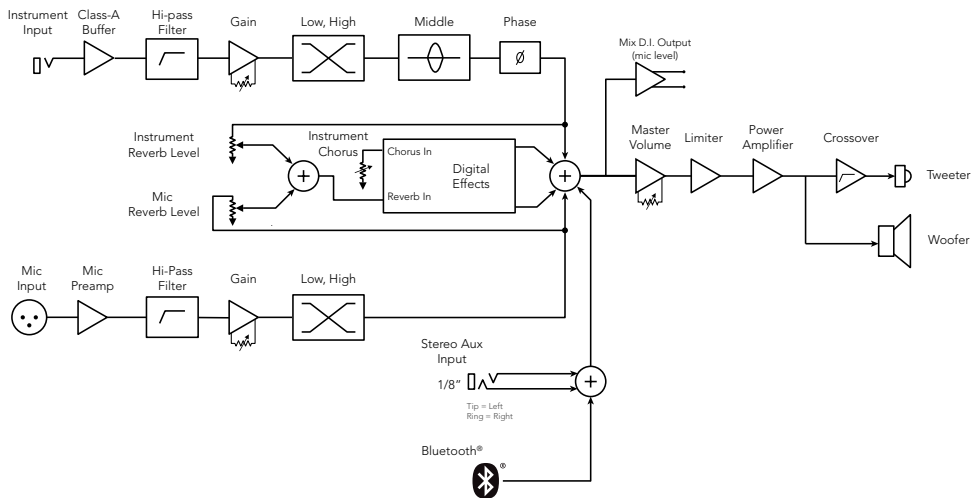 Instrument
Input
Class-A
Buffer
Hi-pass
Filter
Gain
Low, High
Middle
Phase
ø
Mix D.I. Output
(mic level)
Instrument
Reverb Level
Instrument
Chorus
Chorus In
Digital
Effects
Reverb In
Mic
Reverb Level
Master
Volume
Limiter
Power
Amplifier
Crossover
Tweeter
Woofer
Mic
Input
Mic
Preamp
Hi-Pass
Filter
Gain
Low, High
Stereo Aux
Input
1/8"
Tip = Left
Ring = Right
Bluetooth®
®